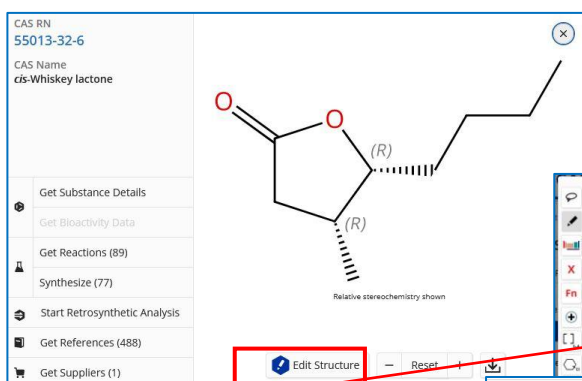 CAS RN
55013-32-6
CAS Name
cis-Whiskey lactone
O
O
(R)
(R)
Relative stereochemistry shown
Get Substance Details
Get Bioactivity Data
Get Reactions (89)
Synthesize (77)
Start Retrosynthetic Analysis
Get References (488)
Get Suppliers (1)
Edit Structure
− Reset +
X
Fn